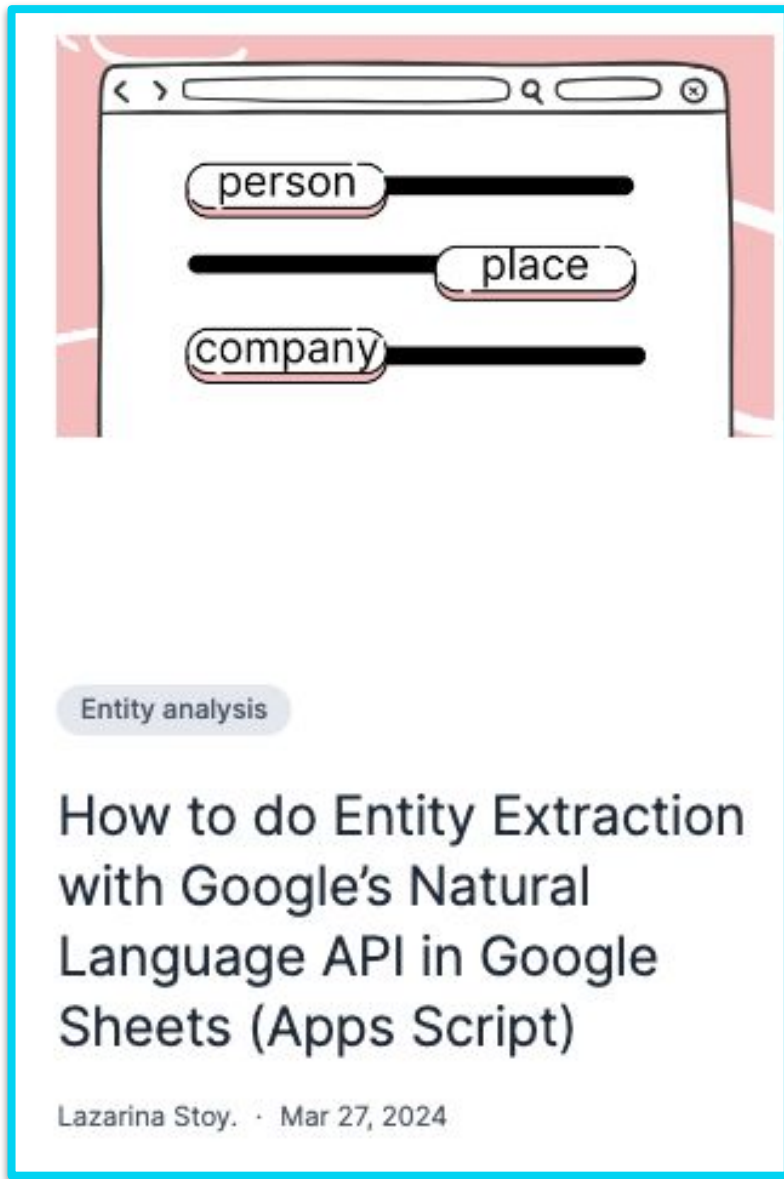 person
place
company
Entity analysis
How to do Entity Extraction
with Google’s Natural
Language API in Google
Sheets (Apps Script)
Lazarina Stoy. · Mar 27, 2024